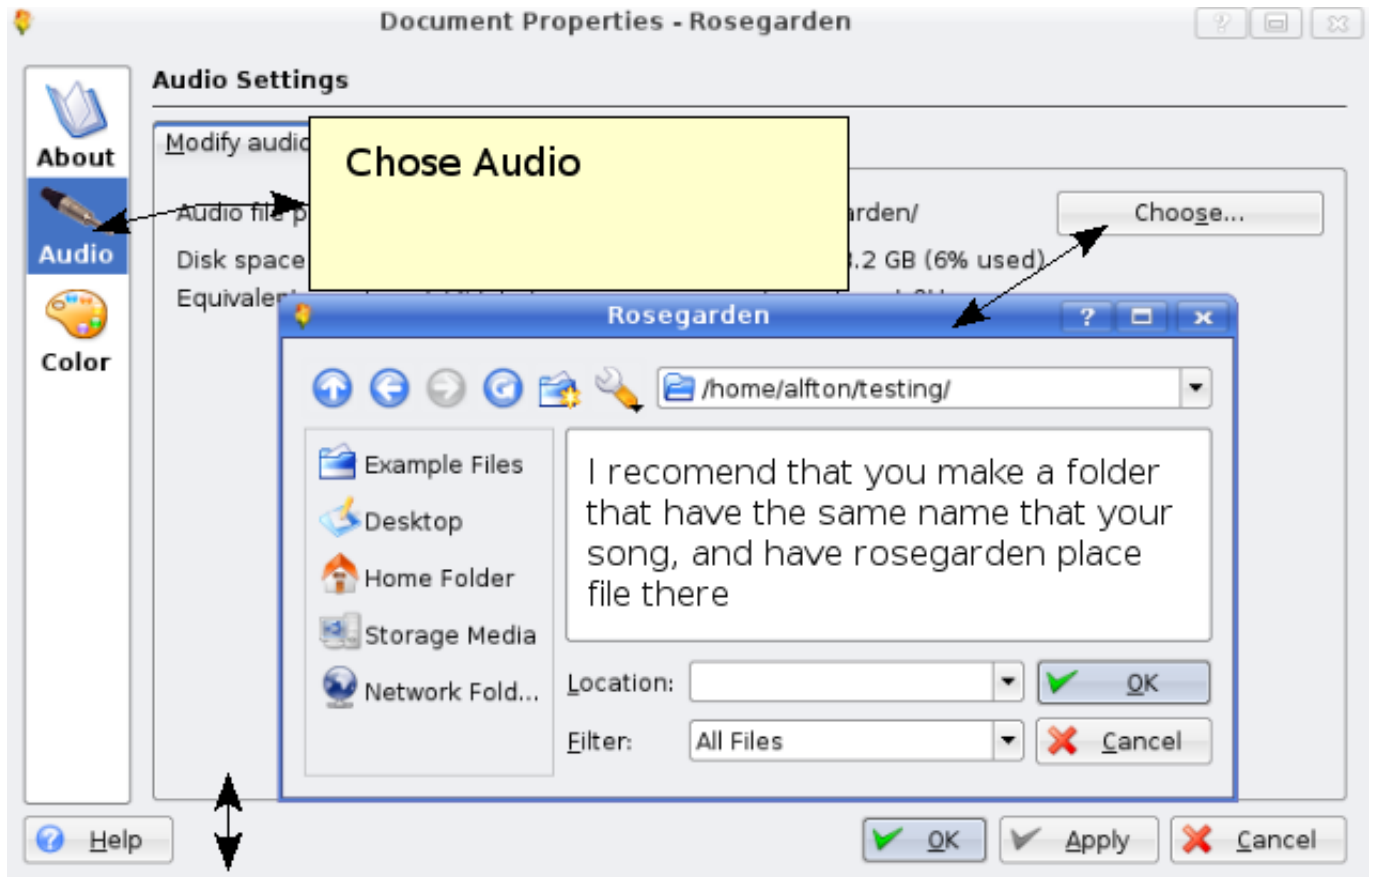 Document Properties - Rosegarden
Audio Settings
About
Modify audio
Chose Audio
Audio file p
arden/
Choose...
Audio
Disk space
.2 GB (6% used)
Rosegarden
Color
/home/alfton/testing/
Example Files
Desktop
Home Folder
Storage Media
Network Fold...
I recomend that you make a folder
that have the same name that your
song, and have rosegarden place
file there
Location:
OK
Filter:
All Files
Cancel
Help
OK
Apply
Cancel